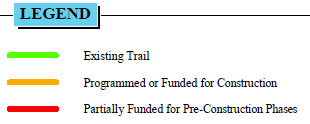 LEGEND
Existing Trail
Programmed or Funded for Construction
Partially Funded for Pre-Construction Phases